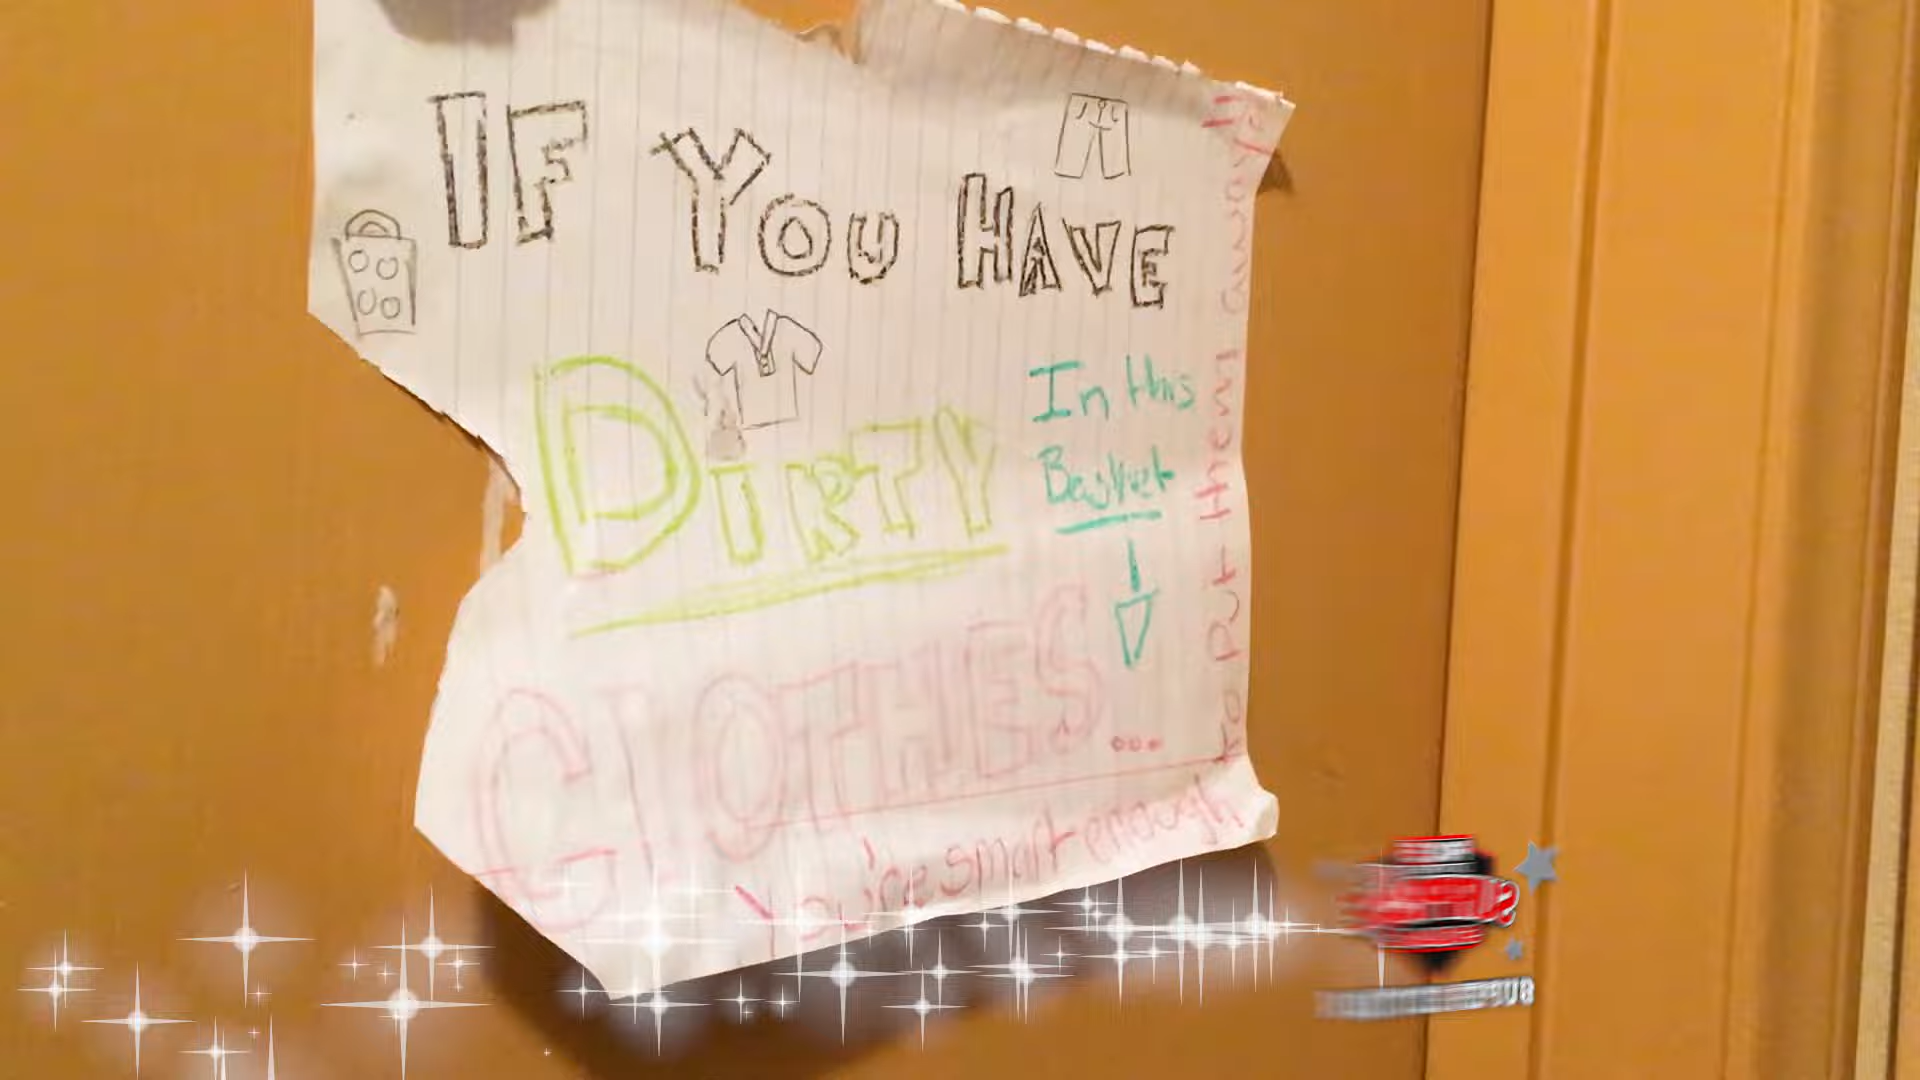 IF YOU HAVE
DIRTY
ClOTHES
In this
Basket
...
You're smart enough
to put them away!!